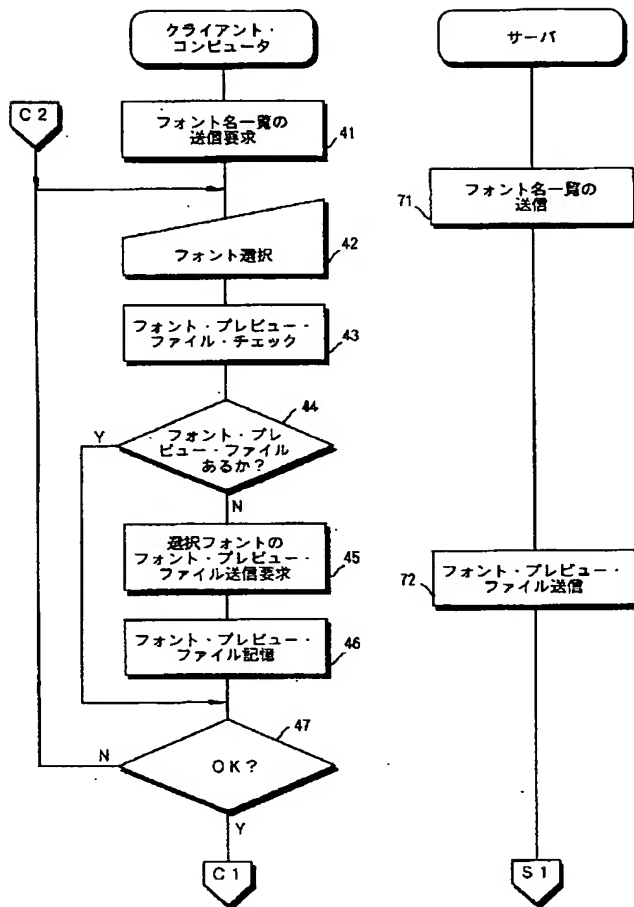 クライアント・
コンピュータ
サーバ
C2
フォント名一覧の
送信要求
41
フォント名一覧の
送信
71
フォント選択
42
フォント・プレビュー・
ファイル・チェック
43
44
Y
フォント・プレ
ビュー・ファイル
あるか?
N
選択フォントの
フォント・プレビュー・
ファイル送信要求
45
72
フォント・プレビュー・
ファイル送信
フォント・プレビュー・
ファイル記憶
46
47
N
OK?
Y
C1
S1